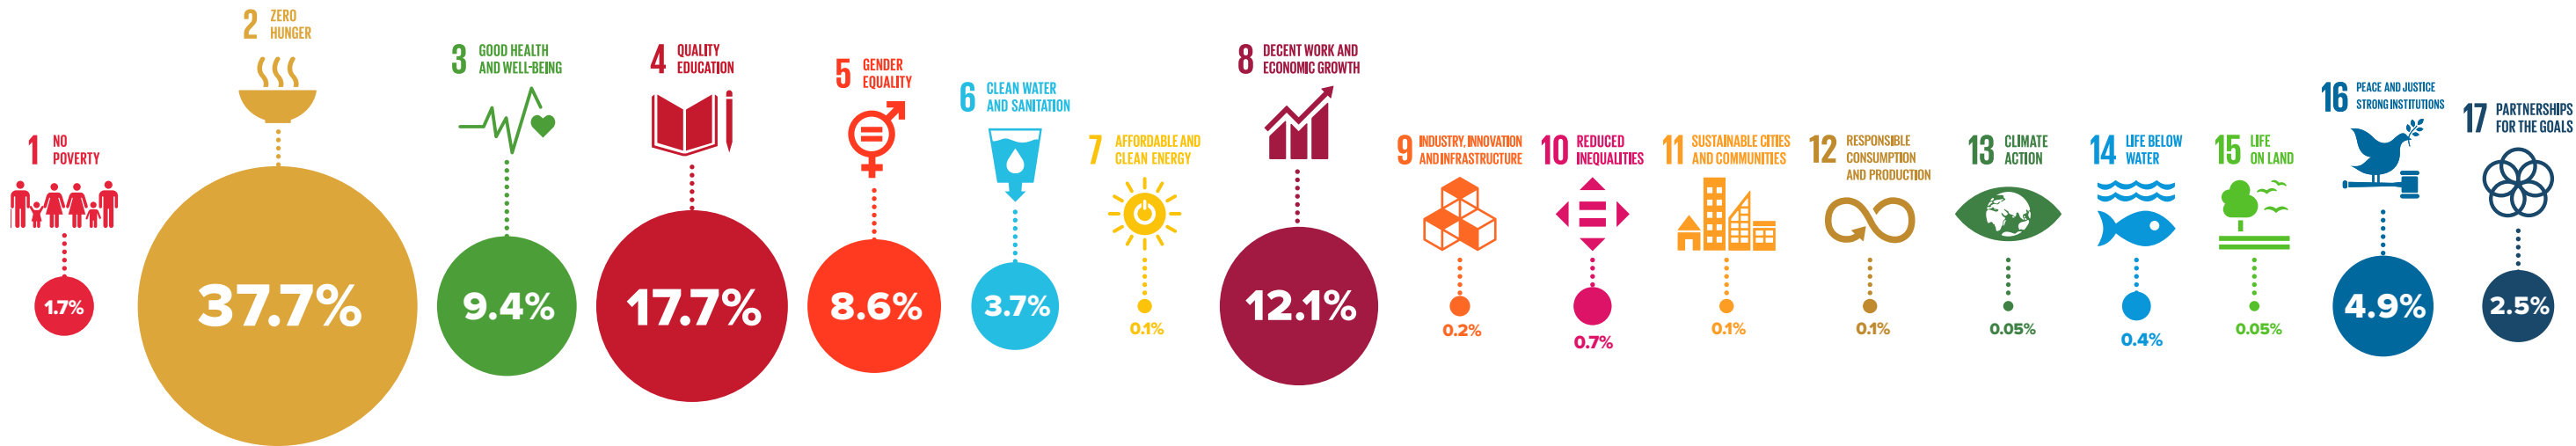 1 NO
POVERTY
1.7%
2 ZERO
HUNGER
37.7%
3 GOOD HEALTH
AND WELL-BEING
9.4%
4 QUALITY
EDUCATION
17.7%
5 GENDER
EQUALITY
8.6%
6 CLEAN WATER
AND SANITATION
3.7%
7 AFFORDABLE AND
CLEAN ENERGY
0.1%
8 DECENT WORK AND
ECONOMIC GROWTH
12.1%
9 INDUSTRY, INNOVATION
AND INFRASTRUCTURE
0.2%
10 REDUCED
INEQUALITIES
0.7%
11 SUSTAINABLE CITIES
AND COMMUNITIES
0.1%
12 RESPONSIBLE
CONSUMPTION
AND PRODUCTION
0.1%
13 CLIMATE
ACTION
0.05%
14 LIFE BELOW
WATER
0.4%
15 LIFE
ON LAND
0.05%
16 PEACE AND JUSTICE
STRONG INSTITUTIONS
4.9%
17 PARTNERSHIPS
FOR THE GOALS
2.5%